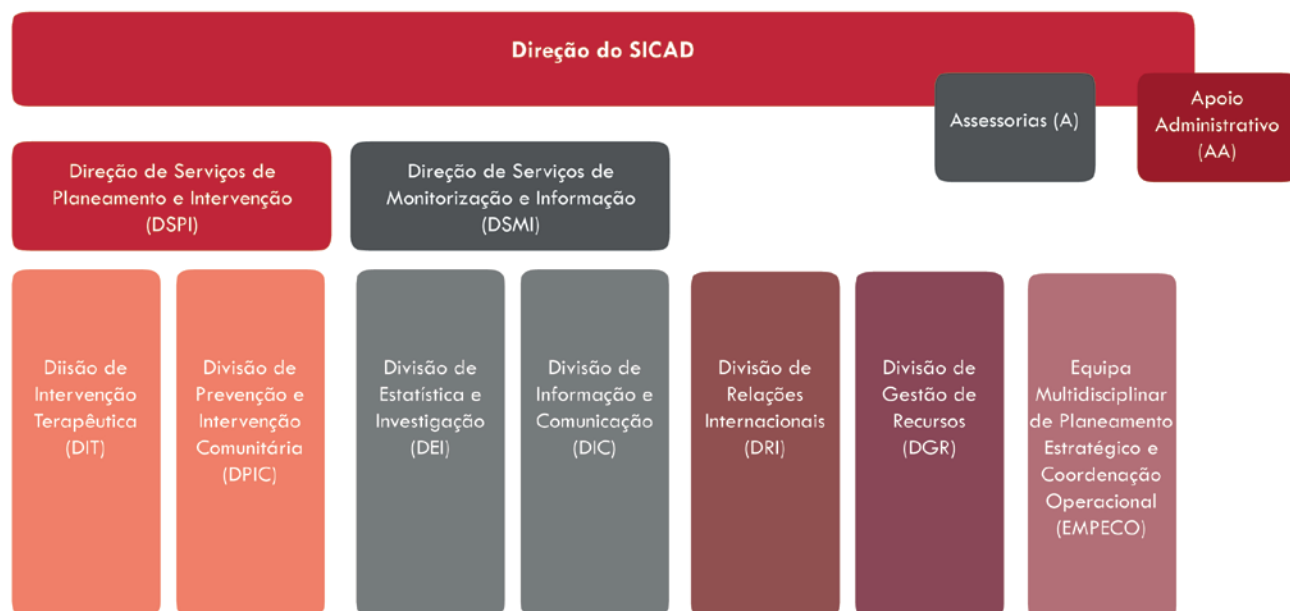 Direção do SICAD
Assessorias (A)
Apoio
Administrativo
(AA)
Direção de Serviços de
Planeamento e Intervenção
(DSPI)
Direção de Serviços de
Monitorização e Informação
(DSMI)
Diisão de
Intervenção
Terapêutica
(DIT)
Divisão de
Prevenção e
Intervenção
Comunitária
(DPIC)
Divisão de
Estatística e
Investigação
(DEI)
Divisão de
Informação e
Comunicação
(DIC)
Divisão de
Relações
Internacionais
(DRI)
Divisão de
Gestão de
Recursos
(DGR)
Equipa
Multidisciplinar
de Planeamento
Estratégico e
Coordenação
Operacional
(EMPECO)